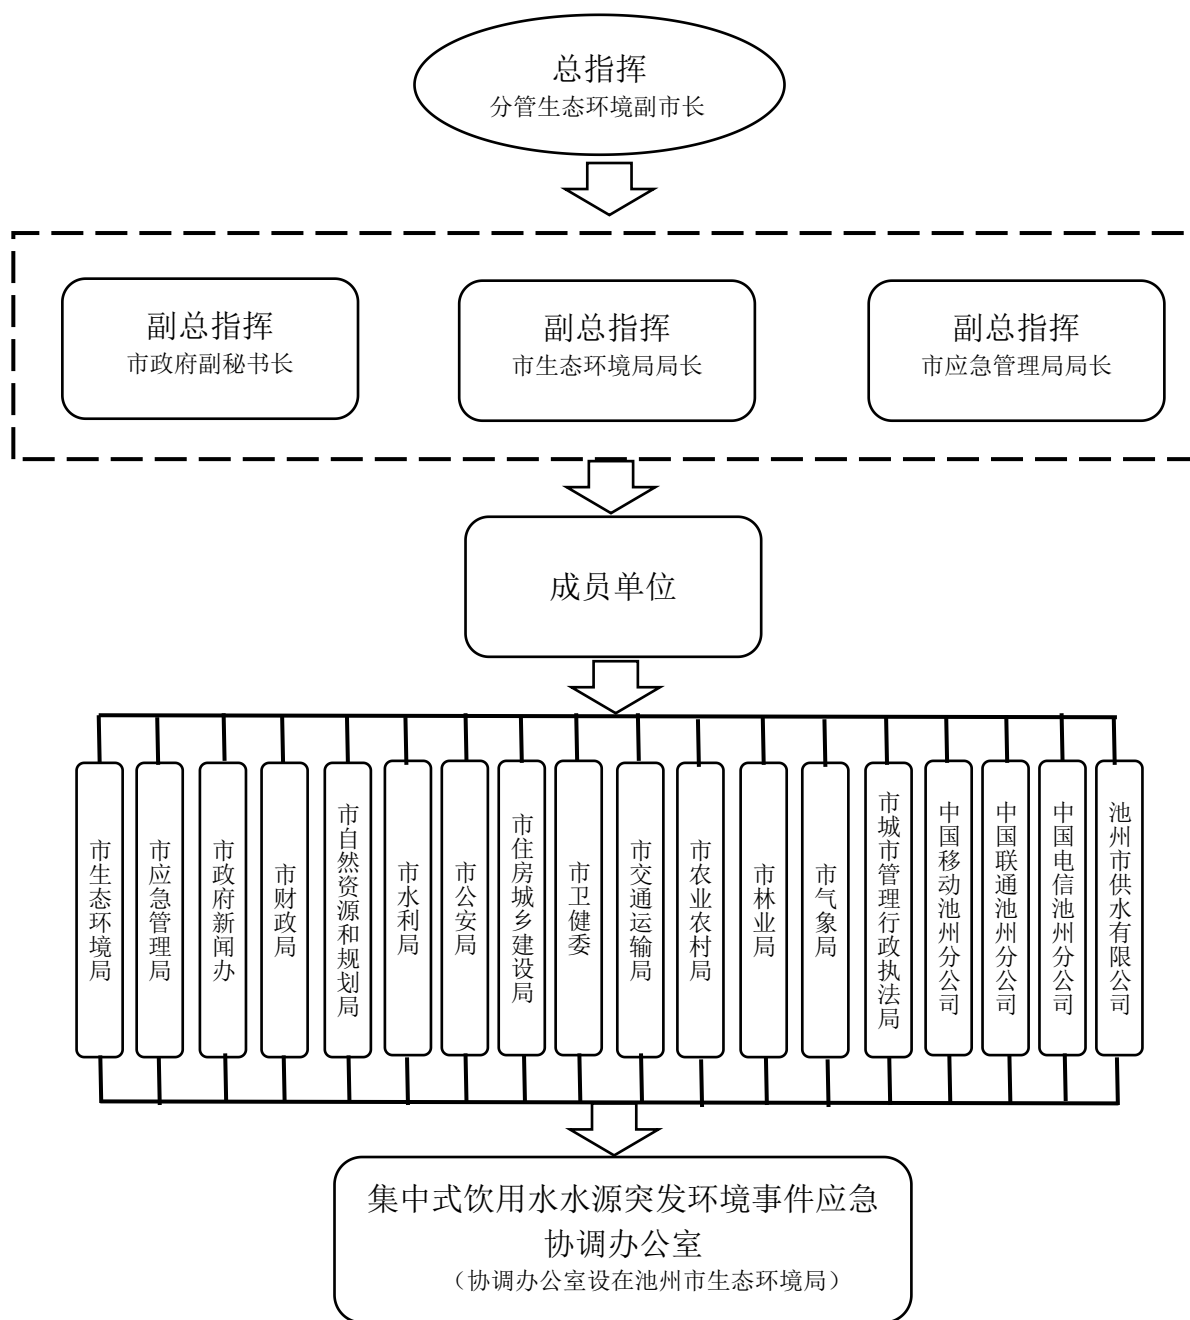 总指挥
分管生态环境副市长
副总指挥
市政府副秘书长
副总指挥
市生态环境局局长
副总指挥
市应急管理局局长
成员单位
市生态环境局
市应急管理局
市政府新闻办
市财政局
市自然资源和规划局
市水利局
市公安局
市住房城乡建设局
市卫健委
市交通运输局
市农业农村局
市林业局
市气象局
市城市管理行政执法局
中国移动池州分公司
中国联通池州分公司
中国电信池州分公司
池州市供水有限公司
集中式饮用水水源突发环境事件应急
协调办公室
（协调办公室设在池州市生态环境局）